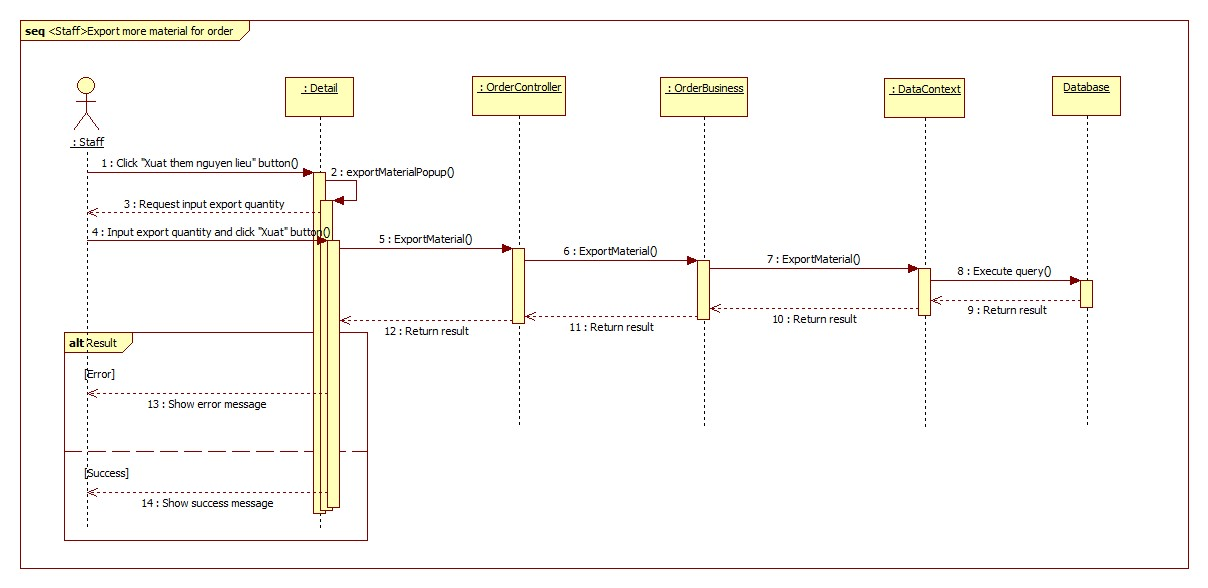 seq <Staff>Export more material for order
: Staff
: Detail
: OrderController
: OrderBusiness
: DataContext
Database
1 : Click "Xuat them nguyen lieu" button()
2 : exportMaterialPopup()
3 : Request input export quantity
4 : Input export quantity and click "Xuat" button()
5 : ExportMaterial()
6 : ExportMaterial()
7 : ExportMaterial()
8 : Execute query()
9 : Return result
10 : Return result
11 : Return result
12 : Return result
alt Result
[Error]
13 : Show error message
[Success]
14 : Show success message